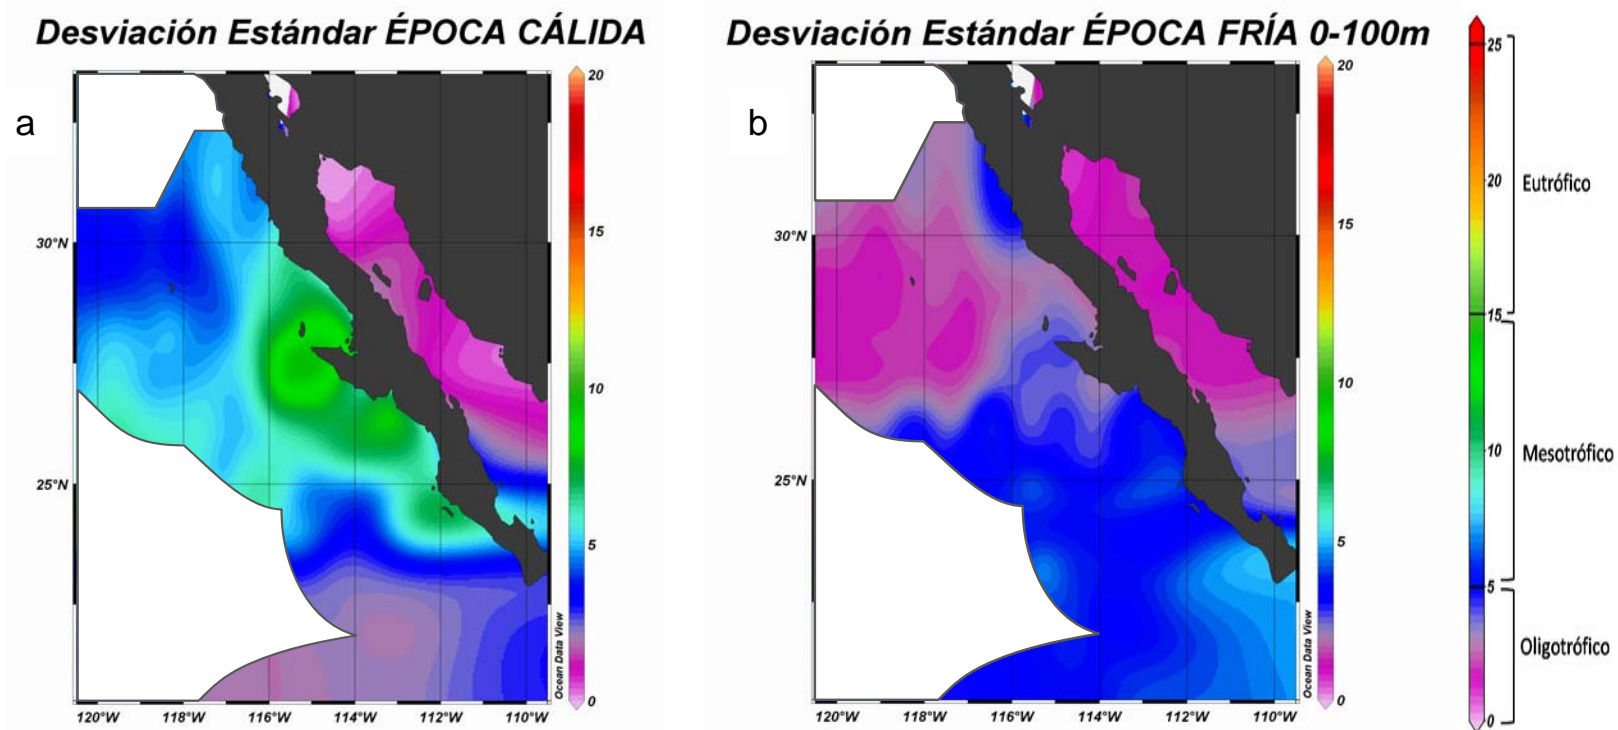 Desviación Estándar ÉPOCA CÁLIDA
a
30°N
25°N
120°W
118°W
116°W
114°W
112°W
110°W
20
15
10
5
0
Ocean Data View
Desviación Estándar ÉPOCA FRÍA 0-100m
b
30°N
25°N
120°W
118°W
116°W
114°W
112°W
110°W
20
15
10
5
0
Ocean Data View
25
20
15
10
5
0
Eutrófico
Mesotrófico
Oligotrófico